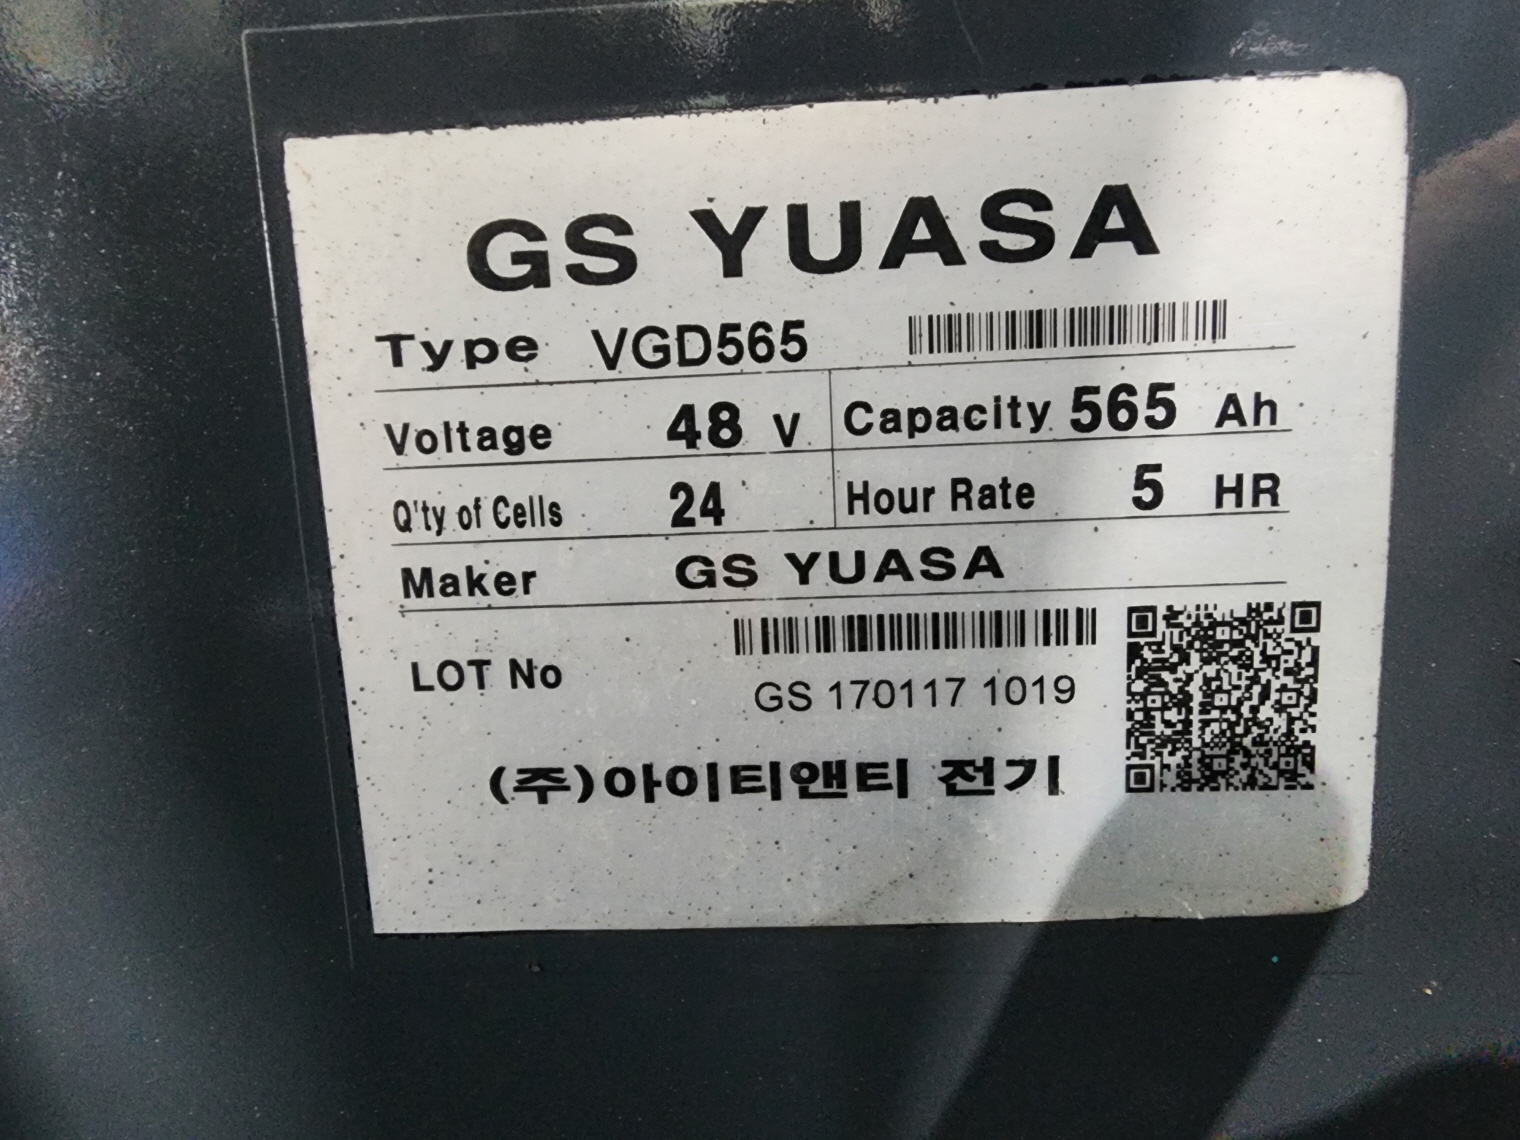 GS YUASA
Type VGD565
Voltage 48 V Capacity 565 Ah
Q'ty of Cells 24 Hour Rate 5 HR
Maker GS YUASA
LOT No
GS 170117 1019
(주)아이티앤티 전기